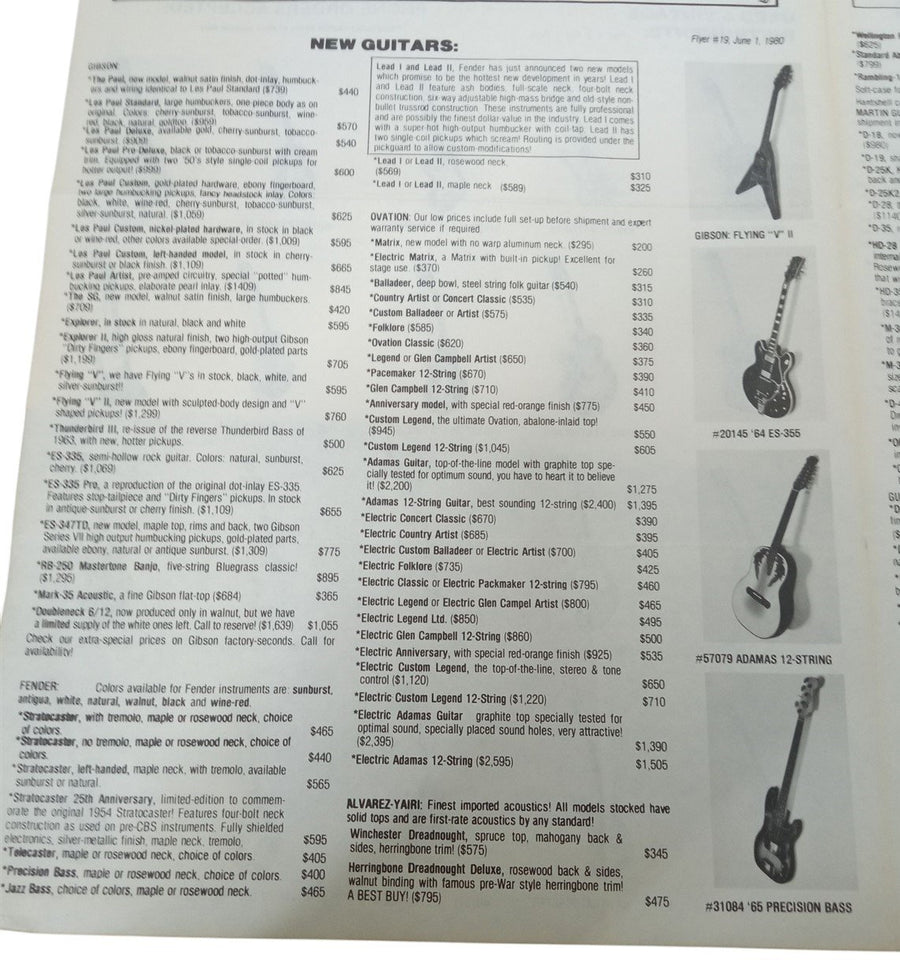 Flyer #19, June 1, 1980
NEW GUITARS:
GIBSON:
*The Paul, new model, walnut satin finish, dot-inlay, humbuck-
ers and wiring identical to Les Paul Standard ($739) $440
*Les Paul Standard, large humbuckers, one piece body as on
original. Colors: cherry-sunburst, tobacco-sunburst, wine-
red, black, natural, goldtop. ($959) $570
*Les Paul Deluxe, available gold, cherry-sunburst, tobacco-
sunburst. ($909) $540
*Les Paul Pro-Deluxe, black or tobacco-sunburst with cream
trim. Equipped with two '50's style single-coil pickups for
hotter output! ($999) $600
*Les Paul Custom, gold-plated hardware, ebony fingerboard,
two large humbucking pickups, fancy headstock inlay. Colors:
black, white, wine-red, cherry-sunburst, tobacco-sunburst,
silver-sunburst, natural. ($1,059) $625
*Les Paul Custom, nickel-plated hardware, in stock in black
or wine-red, other colors available special-order. ($1,009) $595
*Les Paul Custom, left-handed model, in stock in cherry-
sunburst or black finish. ($1,109) $665
*Les Paul Artist, pre-amped circuitry, special "potted" hum-
bucking pickups, elaborate pearl inlay. ($1409) $845
*The SG, new model, walnut satin finish, large humbuckers.
($709) $420
*Explorer, in stock in natural, black and white $595
*Explorer II, high gloss natural finish, two high-output Gibson
"Dirty Fingers" pickups, ebony fingerboard, gold-plated parts
($1,199) $705
*Flying "V", we have Flying "V"s in stock, black, white, and
silver-sunburst!! $595
*Flying "V" II, new model with sculpted-body design and "V"
shaped pickups! ($1,299) $760
*Thunderbird III, re-issue of the reverse Thunderbird Bass of
1963, with new, hotter pickups. $500
*ES-335, semi-hollow rock guitar. Colors: natural, sunburst,
cherry. ($1,069) $625
*ES-335 Pro, a reproduction of the original dot-inlay ES-335.
Features stop-tailpiece and "Dirty Fingers" pickups. In stock
in antique-sunburst or cherry finish. ($1,109) $655
*ES-347TD, new model, maple top, rims and back, two Gibson
Series VII high output humbucking pickups, gold-plated parts,
available ebony, natural or antique sunburst. ($1,309) $775
*RB-250 Mastertone Banjo, five-string Bluegrass classic!
($1,295) $895
*Mark-35 Acoustic, a fine Gibson flat-top ($684) $365
*Doubleneck 6/12, now produced only in walnut, but we have
a limited supply of the white ones left. Call to reserve! ($1,639) $1,055
Check our extra-special prices on Gibson factory-seconds. Call for
availability!
FENDER: Colors available for Fender instruments are: sunburst,
antigua, white, natural, walnut, black and wine-red.
*Stratocaster, with tremolo, maple or rosewood neck, choice
of colors. $465
*Stratocaster, no tremolo, maple or rosewood neck, choice of
colors. $440
*Stratocaster, left-handed, maple neck, with tremolo, available
sunburst or natural. $565
*Stratocaster 25th Anniversary, limited-edition to commem-
orate the original 1954 Stratocaster! Features four-bolt neck
construction as used on pre-CBS instruments. Fully shielded
electronics, silver-metallic finish, maple neck, tremolo, $595
*Telecaster, maple or rosewood neck, choice of colors. $405
*Precision Bass, maple or rosewood neck, choice of colors. $400
*Jazz Bass, choice of colors, maple or rosewood neck. $465
Lead I and Lead II, Fender has just announced two new models
which promise to be the hottest new development in years! Lead I
and Lead II feature ash bodies, full-scale neck, four-bolt neck
construction, six-way adjustable high-mass bridge and old-style non-
bullet trussrod construction. These instruments are fully professional
and are possibly the finest dollar-value in the industry. Lead I comes
with a super-hot high-output humbucker with coil-tap. Lead II has
two single coil pickups which scream! Routing is provided under the
pickguard to allow custom modifications!
*Lead I or Lead II, rosewood neck.
($569) $310
*Lead I or Lead II, maple neck ($589) $325
OVATION: Our low prices include full set-up before shipment and expert
warranty service if required.
*Matrix, new model with no warp aluminum neck. ($295) $200
*Electric Matrix, a Matrix with built-in pickup! Excellent for
stage use. ($370) $260
*Balladeer, deep bowl, steel string folk guitar ($540) $315
*Country Artist or Concert Classic ($535) $310
*Custom Balladeer or Artist ($575) $335
*Folklore ($585) $340
*Ovation Classic ($620) $360
*Legend or Glen Campbell Artist ($650) $375
*Pacemaker 12-String ($670) $390
*Glen Campbell 12-String ($710) $410
*Anniversary model, with special red-orange finish ($775) $450
*Custom Legend, the ultimate Ovation, abalone-inlaid top!
($945) $550
*Custom Legend 12-String ($1,045) $605
*Adamas Guitar, top-of-the-line model with graphite top spe-
cially tested for optimum sound, you have to heart it to believe
it! ($2,200) $1,275
*Adamas 12-String Guitar, best sounding 12-string ($2,400) $1,395
*Electric Concert Classic ($670) $390
*Electric Country Artist ($685) $395
*Electric Custom Balladeer or Electric Artist ($700) $405
*Electric Folklore ($735) $425
*Electric Classic or Electric Packmaker 12-string ($795) $460
*Electric Legend or Electric Glen Campel Artist ($800) $465
*Electric Legend Ltd. ($850) $495
*Electric Glen Campbell 12-String ($860) $500
*Electric Anniversary, with special red-orange finish ($925) $535
*Electric Custom Legend, the top-of-the-line, stereo & tone
control ($1,120) $650
*Electric Custom Legend 12-String ($1,220) $710
*Electric Adamas Guitar graphite top specially tested for
optimal sound, specially placed sound holes, very attractive!
($2,395) $1,390
*Electric Adamas 12-String ($2,595) $1,505
ALVAREZ-YAIRI: Finest imported acoustics! All models stocked have
solid tops and are first-rate acoustics by any standard!
Winchester Dreadnought, spruce top, mahogany back &
sides, herringbone trim! ($575) $345
Herringbone Dreadnought Deluxe, rosewood back & sides,
walnut binding with famous pre-War style herringbone trim!
A BEST BUY! ($795) $475
GIBSON: FLYING "V" II
#20145 '64 ES-355
#57079 ADAMAS 12-STRING
#31084 '65 PRECISION BASS
*Wellington
($625)
*Standard
($799)
*Rambling
Soft-case
Hardshell
MARTIN
shipment
*D-18,
($980)
*D-19,
*D-25K,
back and
*D-25K2
*D-28,
*D-35,
*HD-28